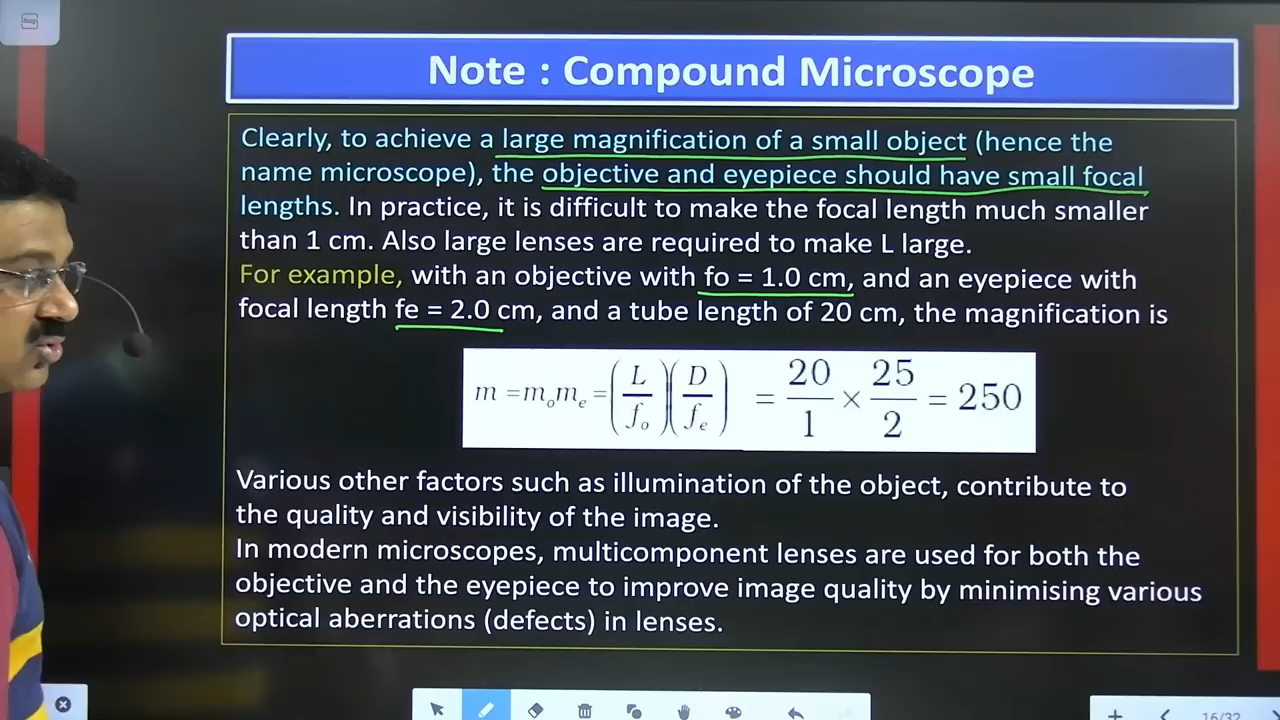 Note : Compound Microscope
Clearly, to achieve a large magnification of a small object (hence the
name microscope), the objective and eyepiece should have small focal
lengths. In practice, it is difficult to make the focal length much smaller
than 1 cm. Also large lenses are required to make L large.
For example, with an objective with fo = 1.0 cm, and an eyepiece with
focal length fe = 2.0 cm, and a tube length of 20 cm, the magnification is
m = mₒmₑ = (L/fₒ)(D/fₑ) = 20/1 × 25/2 = 250
Various other factors such as illumination of the object, contribute to
the quality and visibility of the image.
In modern microscopes, multicomponent lenses are used for both the
objective and the eyepiece to improve image quality by minimising various
optical aberrations (defects) in lenses.
16/32